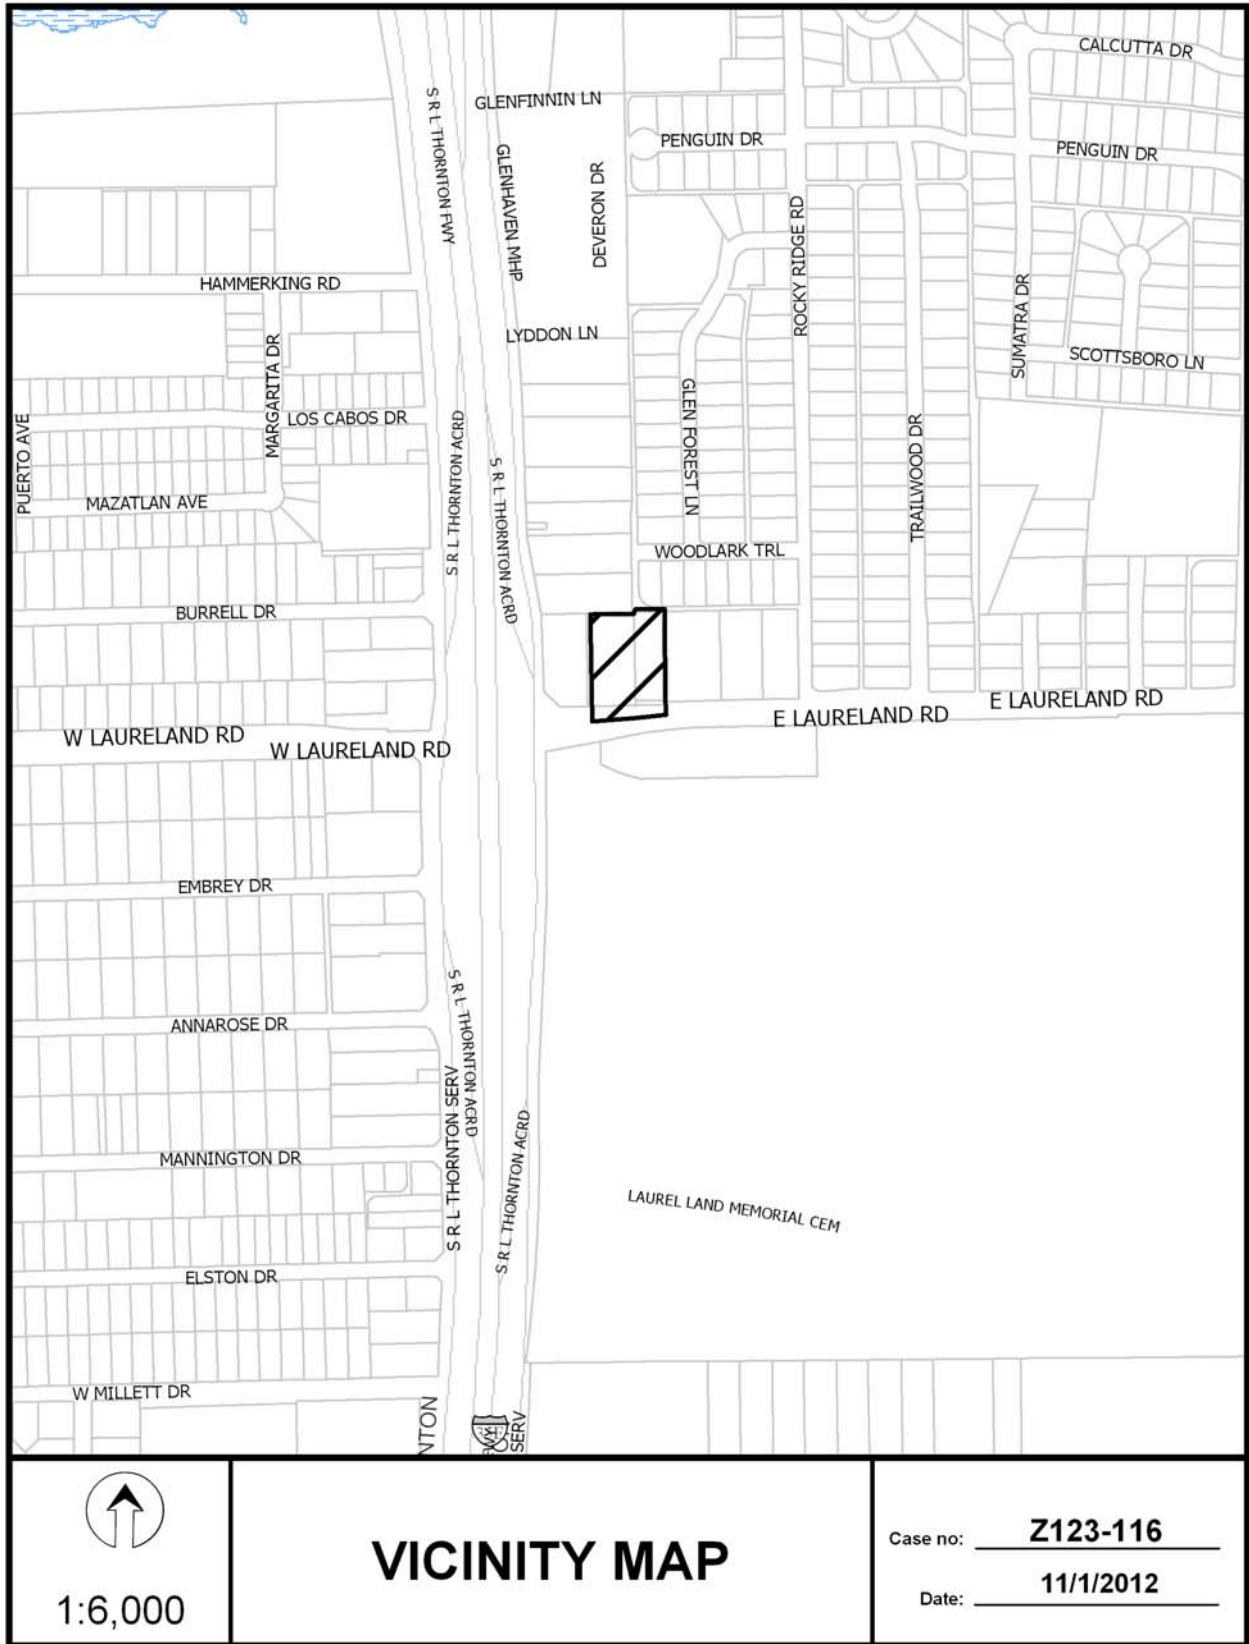 CALCUTTA DR
GLENFINNIN LN
S R L THORNTON FWY
PENGUIN DR
PENGUIN DR
GLENHAVEN MHP
DEVERON DR
ROCKY RIDGE RD
HAMMERKING RD
SUMATRA DR
LYDDON LN
MARGARITA DR
SCOTTSBORO LN
GLEN FOREST LN
LOS CABOS DR
PUERTO AVE
S R L THORNTON ACRD
TRAILWOOD DR
S R L THORNTON ACRD
MAZATLAN AVE
WOODLARK TRL
BURRELL DR
E LAURELAND RD
E LAURELAND RD
W LAURELAND RD
W LAURELAND RD
EMBREY DR
S R L THORNTON ACRD
ANNAROSE DR
S R L THORNTON SERV
S R L THORNTON ACRD
MANNINGTON DR
LAUREL LAND MEMORIAL CEM
ELSTON DR
W MILLETT DR
NTON
SERV
1:6,000
VICINITY MAP
Case no: Z123-116
Date: 11/1/2012